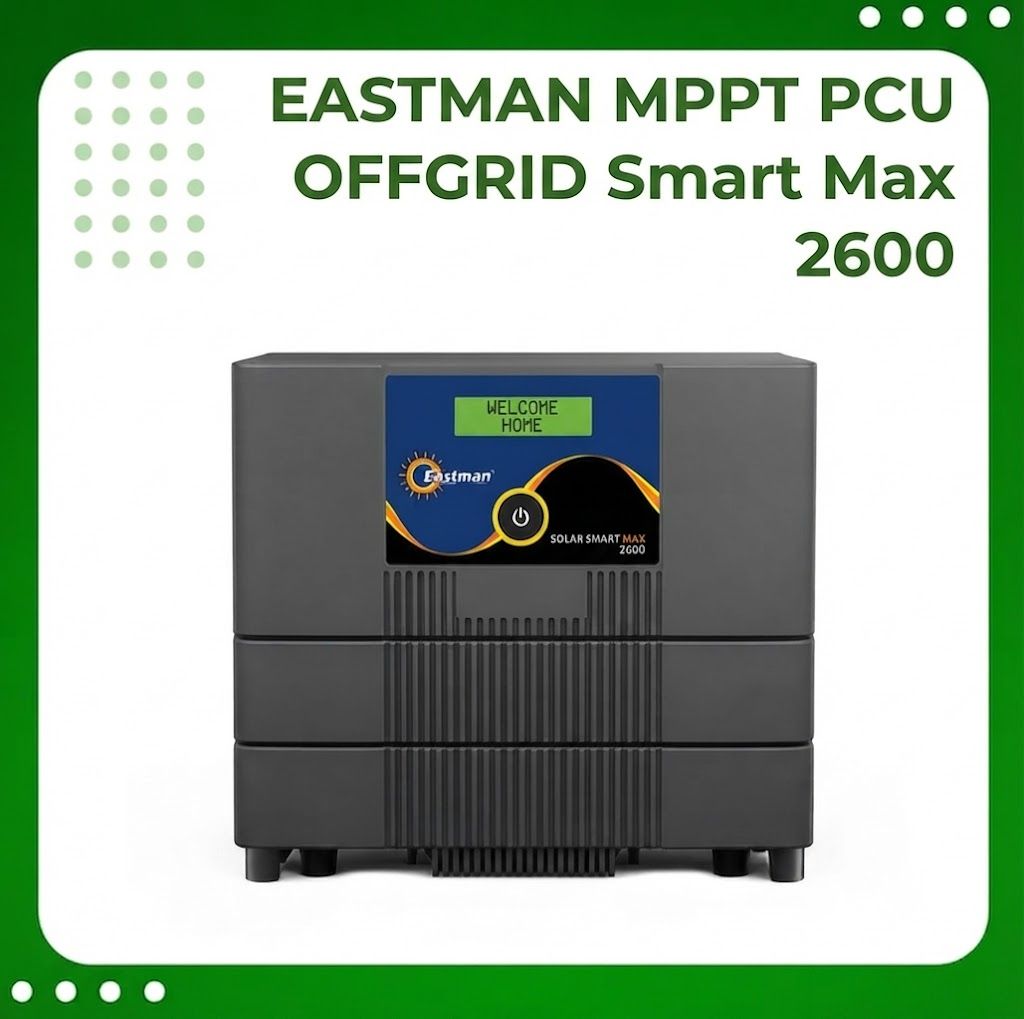 EASTMAN MPPT PCU
OFFGRID Smart Max
2600
WELCOME
HOME
Eastman
SOLAR SMART MAX
2600